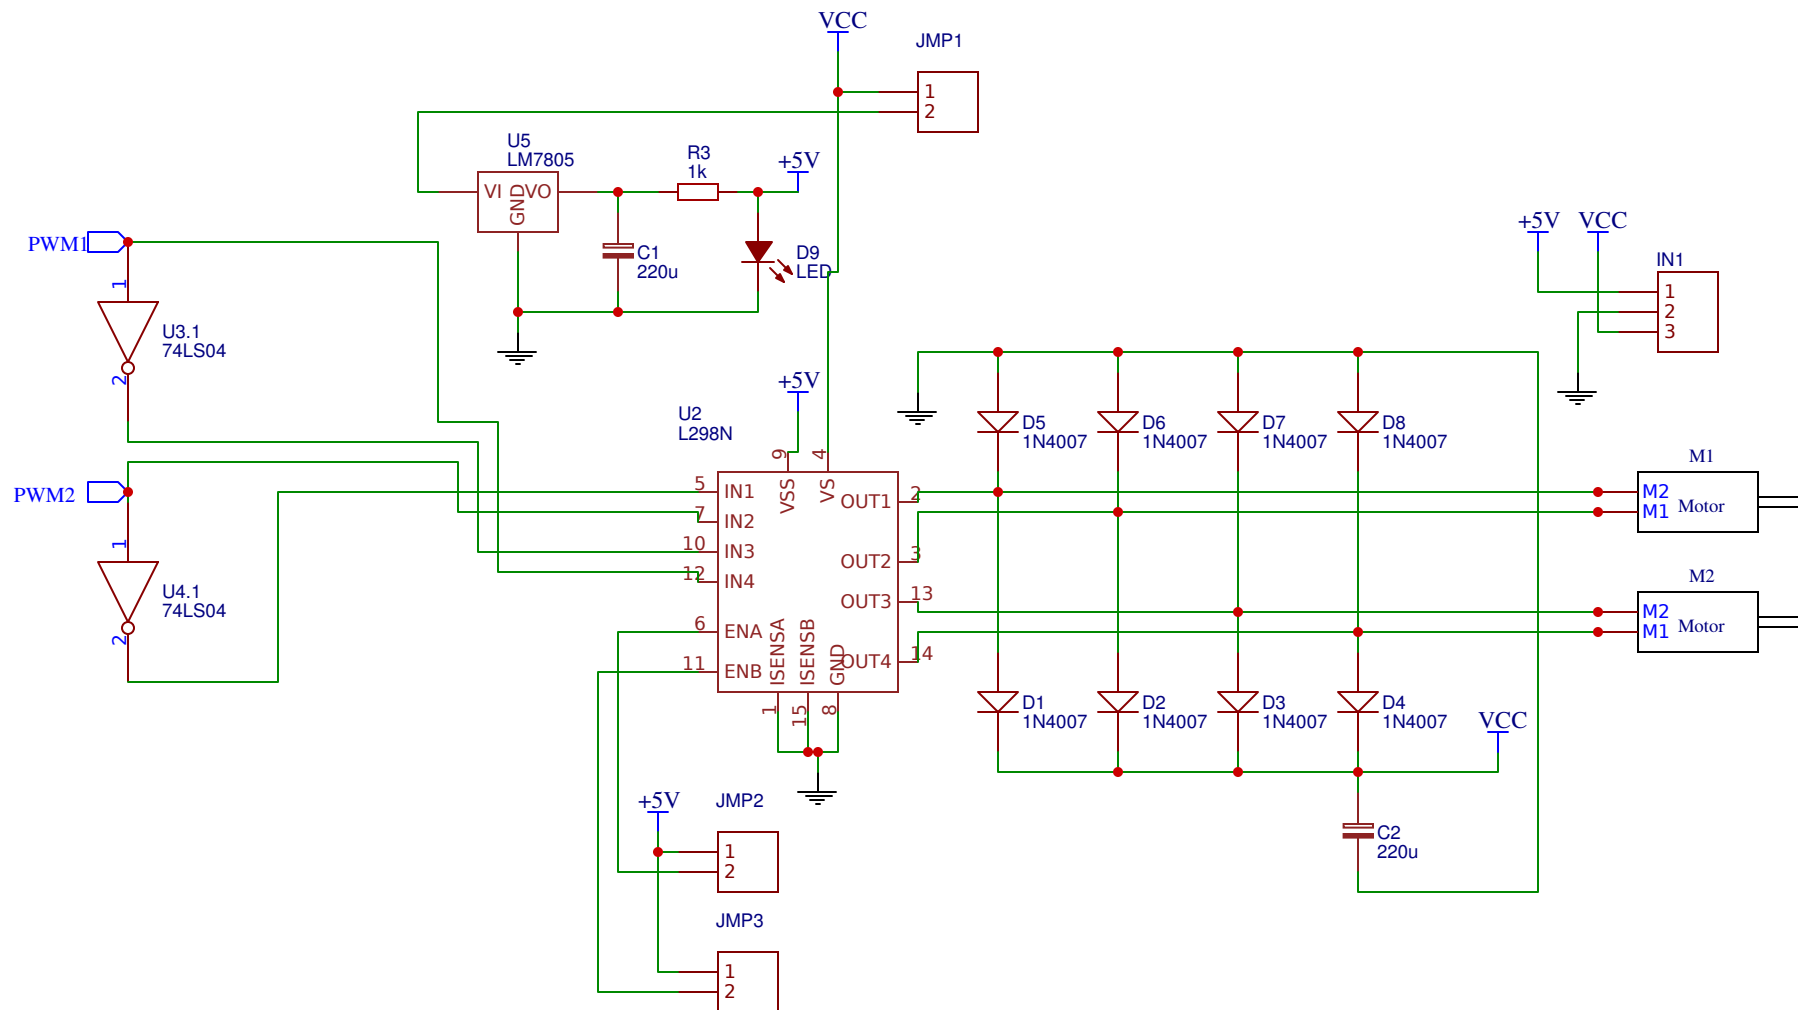 VCC
JMP1
1
2
U5
LM7805
VI
GND
VO
R3
1k
+5V
C1
220u
D9
LED
PWM1
1
U3.1
74LS04
2
PWM2
1
U4.1
74LS04
2
+5V
VCC
IN1
1
2
3
+5V
U2
L298N
9
4
VSS
VS
5
IN1
7
IN2
10
IN3
12
IN4
6
ENA
11
ENB
OUT1
2
OUT2
3
OUT3
13
OUT4
14
ISENSA
ISENSB
GND
1
15
8
D5
1N4007
D6
1N4007
D7
1N4007
D8
1N4007
M1
M2
M1
Motor
M2
M2
M1
Motor
D1
1N4007
D2
1N4007
D3
1N4007
D4
1N4007
VCC
C2
220u
+5V
JMP2
1
2
JMP3
1
2